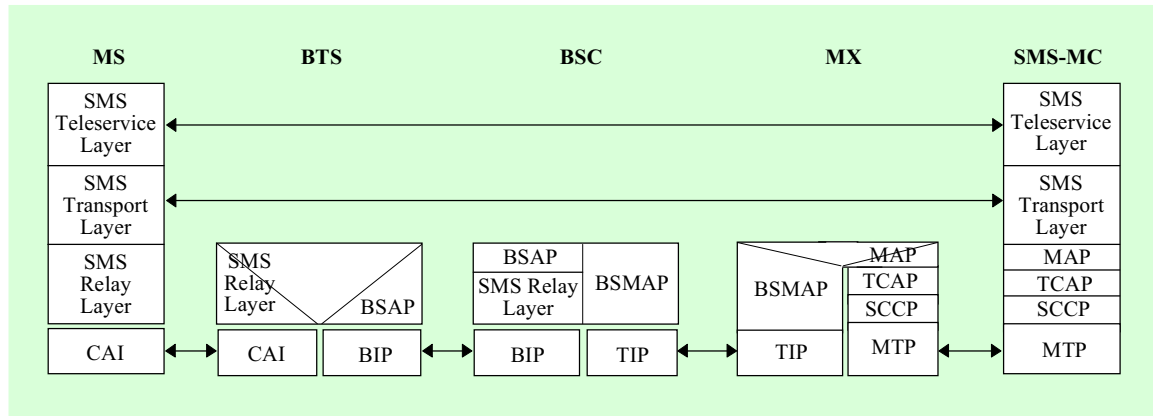 MS
BTS
BSC
MX
SMS-MC
SMS
Teleservice
Layer
SMS
Teleservice
Layer
SMS
Transport
Layer
SMS
Transport
Layer
SMS
Relay
Layer
SMS
Relay
Layer
BSAP
BSAP
SMS Relay
Layer
BSMAP
BSMAP
MAP
TCAP
SCCP
MAP
TCAP
SCCP
CAI
CAI
BIP
BIP
TIP
TIP
MTP
MTP